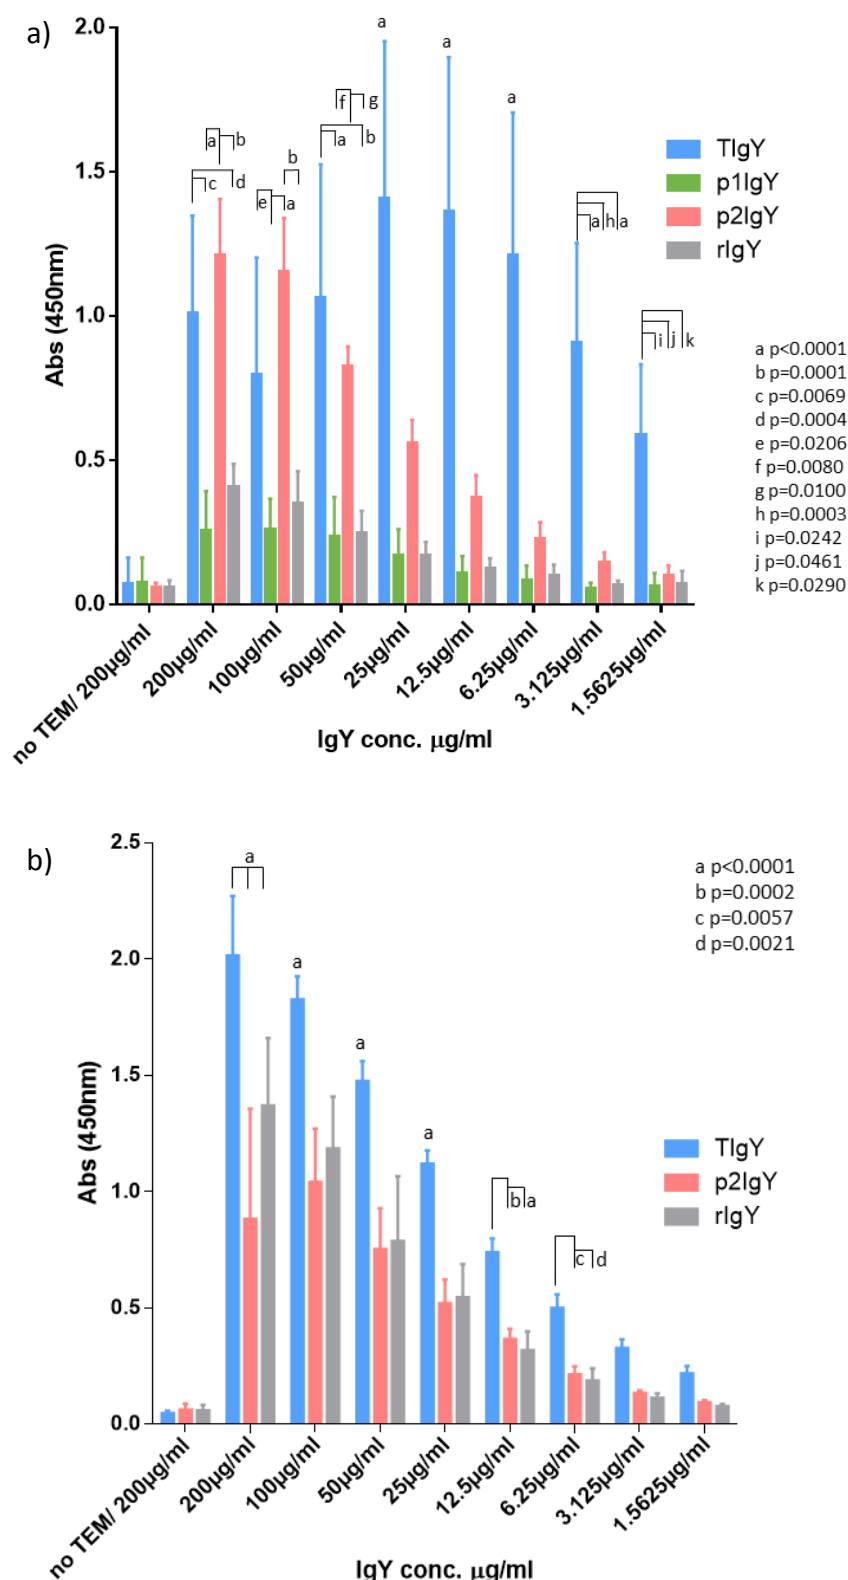 a)
2.0
1.5
1.0
0.5
0.0
Abs (450nm)
a b
c d
b
e a
f g
a b
a
a
a
a h a
i j k
TIgY
p1IgY
p2IgY
rIgY
a p<0.0001
b p=0.0001
c p=0.0069
d p=0.0004
e p=0.0206
f p=0.0080
g p=0.0100
h p=0.0003
i p=0.0242
j p=0.0461
k p=0.0290
no TEM/ 200µg/ml
200µg/ml
100µg/ml
50µg/ml
25µg/ml
12.5µg/ml
6.25µg/ml
3.125µg/ml
1.5625µg/ml
IgY conc. µg/ml
b)
2.5
2.0
1.5
1.0
0.5
0.0
Abs (450nm)
a
a
a
a
b a
c d
a p<0.0001
b p=0.0002
c p=0.0057
d p=0.0021
TIgY
p2IgY
rIgY
no TEM/ 200µg/ml
200µg/ml
100µg/ml
50µg/ml
25µg/ml
12.5µg/ml
6.25µg/ml
3.125µg/ml
1.5625µg/ml
IgY conc. µg/ml